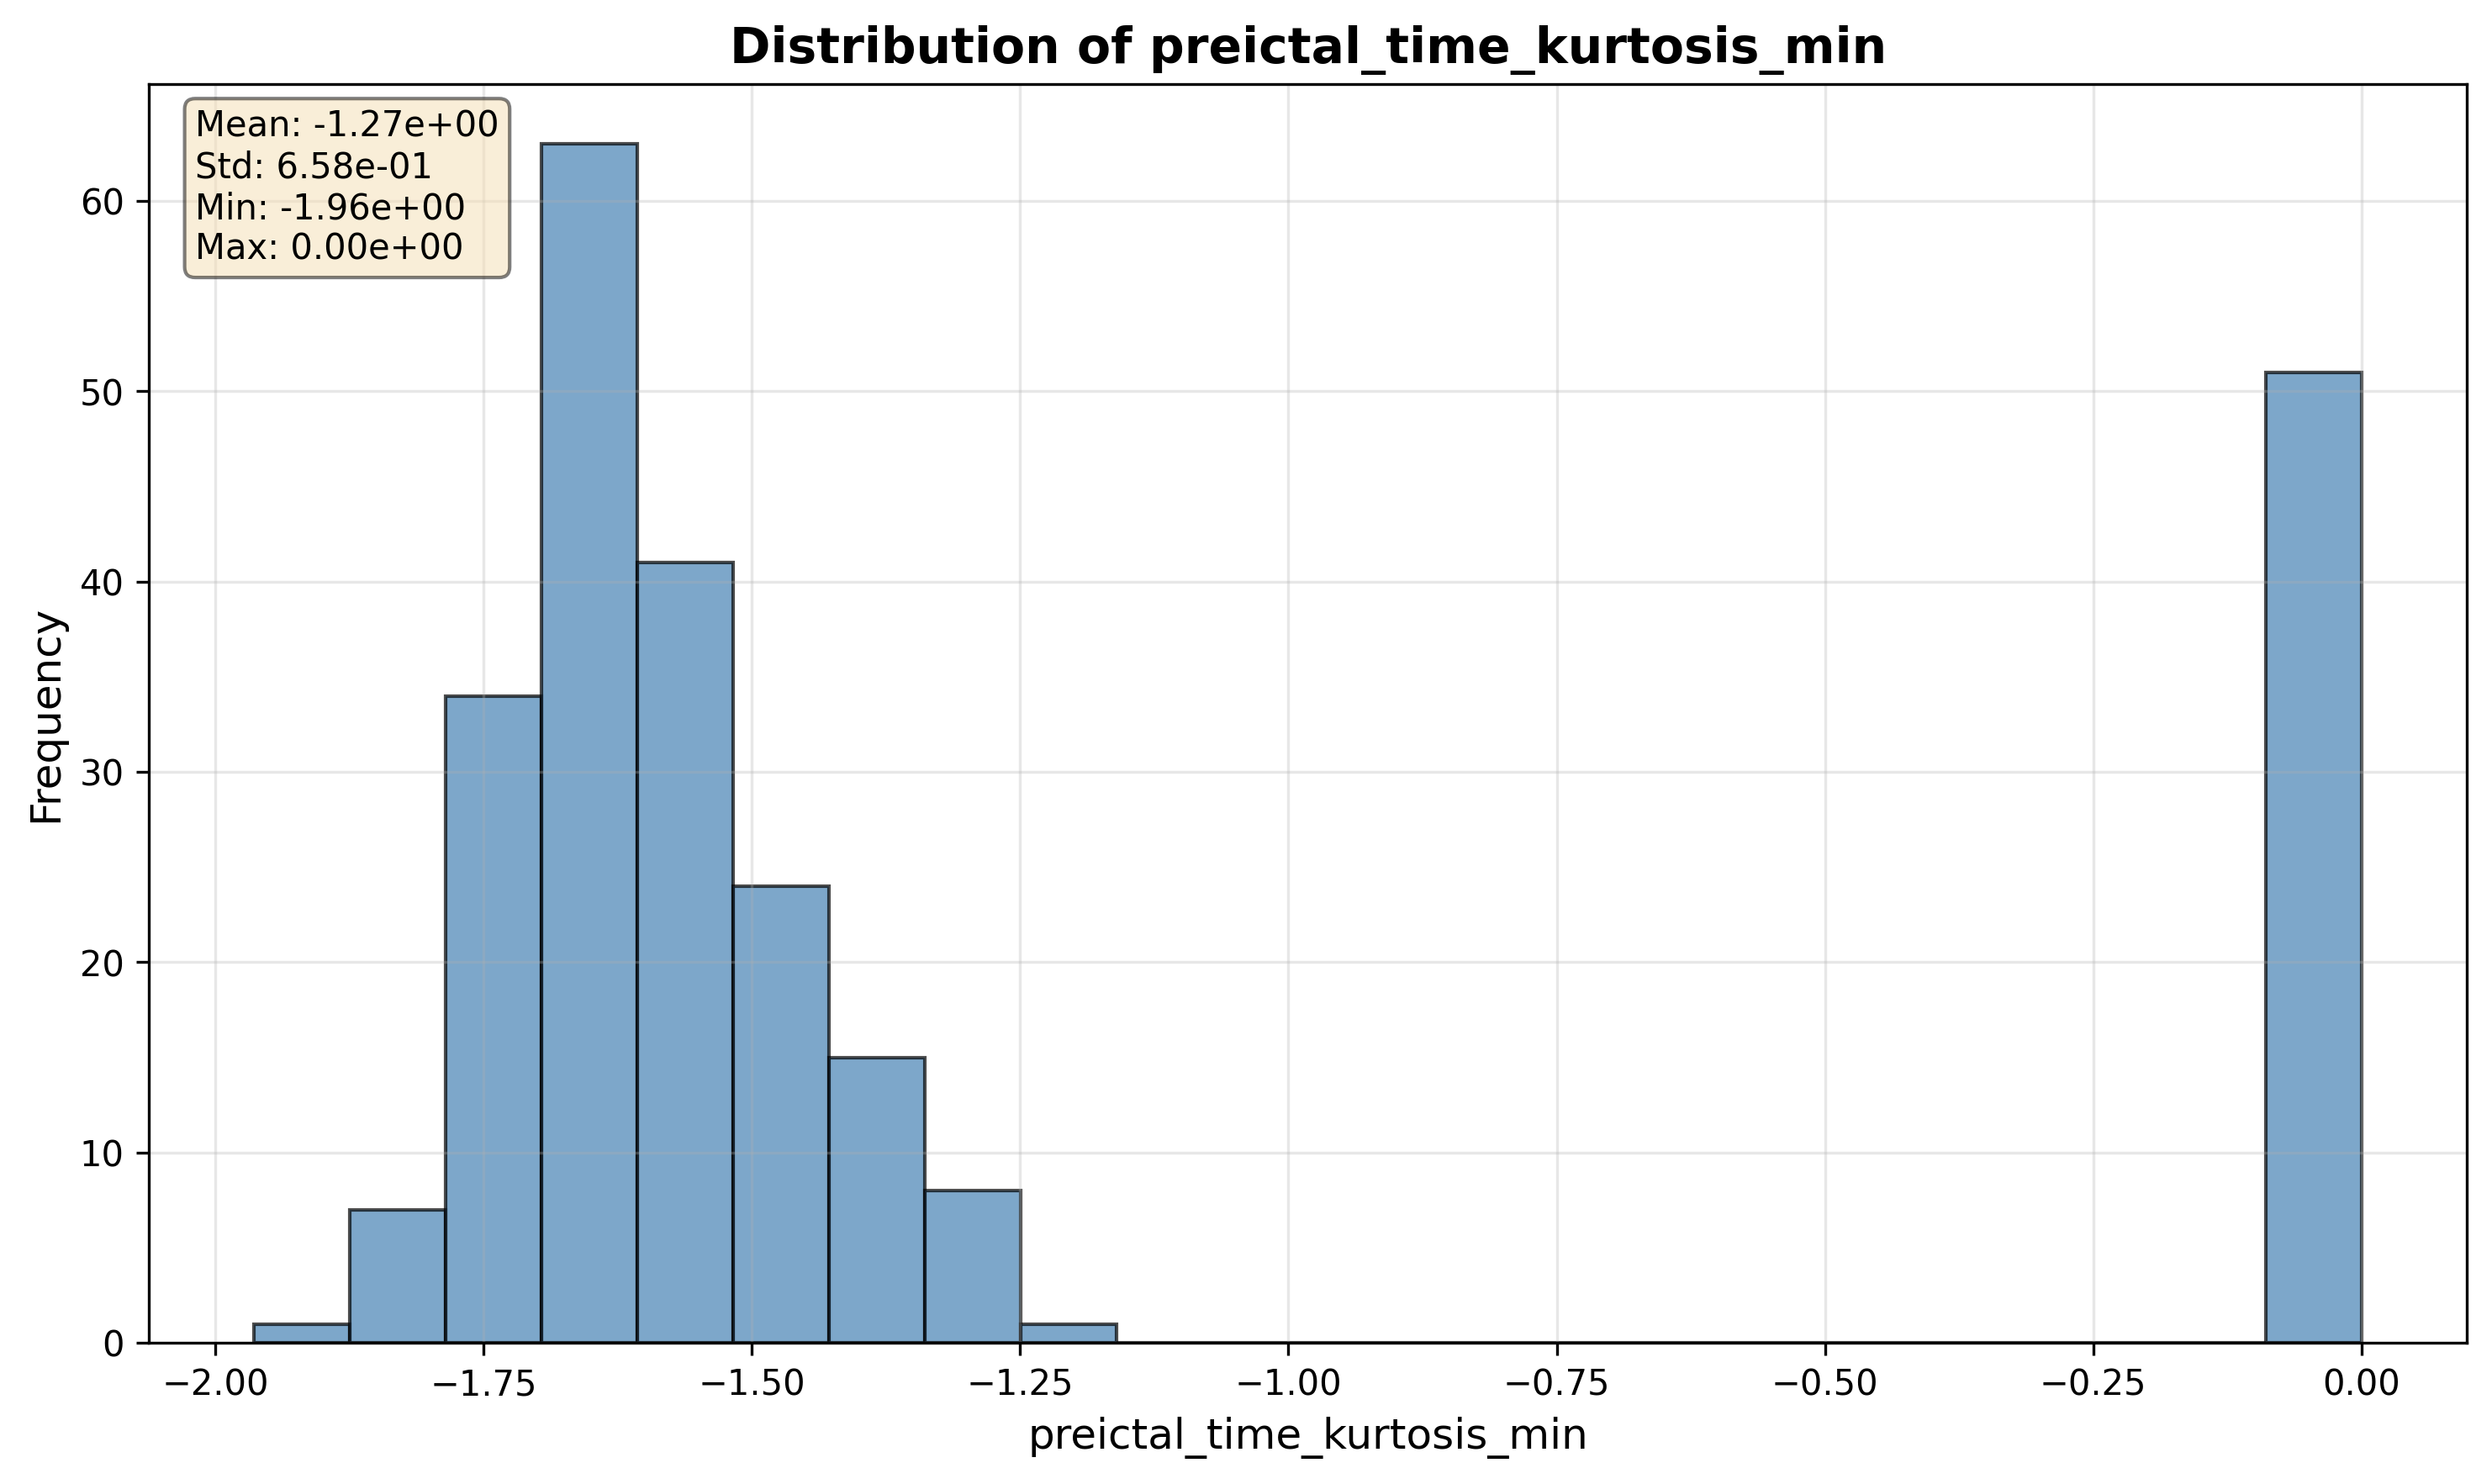 Distribution of preictal_time_kurtosis_min
Mean: -1.27e+00
Std: 6.58e-01
Min: -1.96e+00
Max: 0.00e+00
Frequency
60
50
40
30
20
10
0
−2.00 −1.75 −1.50 −1.25 −1.00 −0.75 −0.50 −0.25 0.00
preictal_time_kurtosis_min